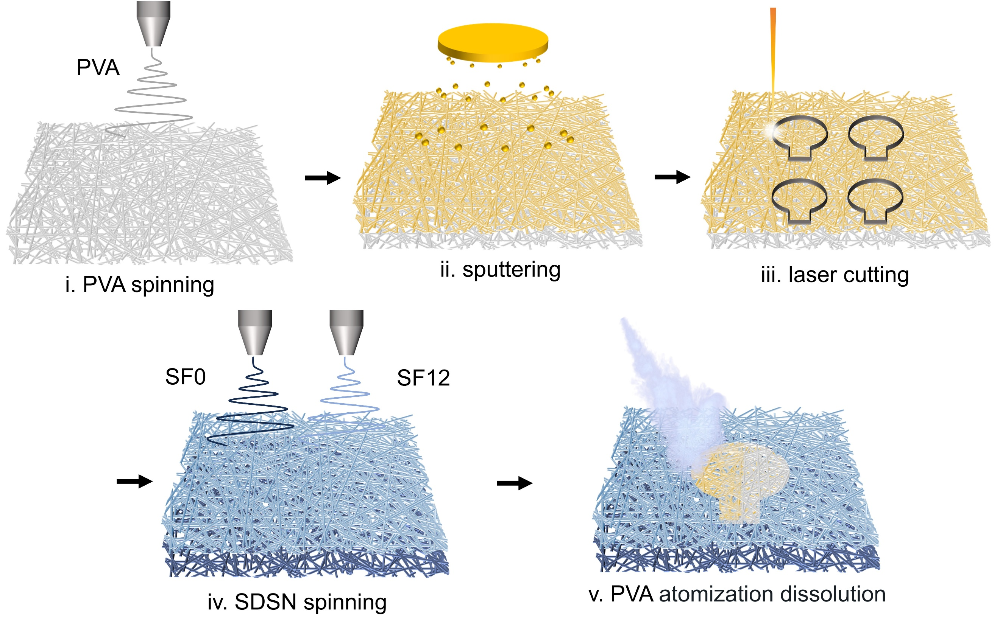 PVA
i. PVA spinning
ii. sputtering
iii. laser cutting
SF0
SF12
iv. SDSN spinning
v. PVA atomization dissolution